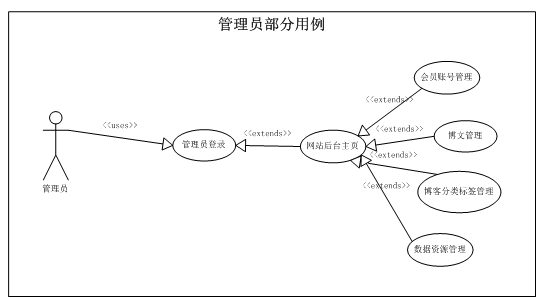 管理员部分用例
会员账号管理
<<extends>>
<<uses>>
<<extends>>
<<extends>>
博文管理
管理员登录
网站后台主页
<<extends>>
管理员
<<extends>>
博客分类标签管理
数据资源管理